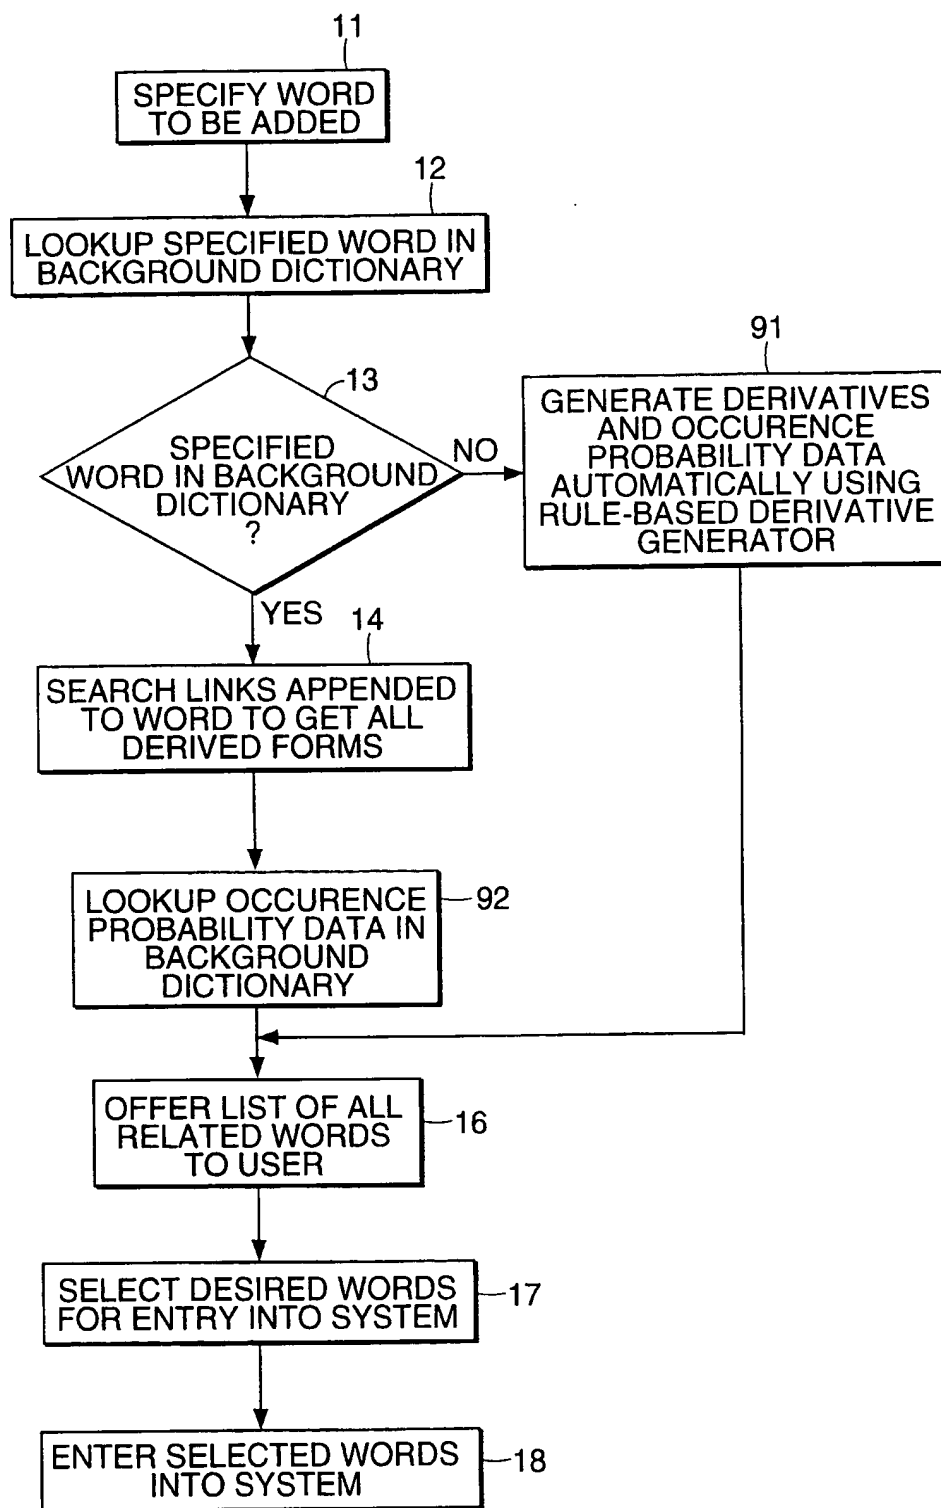 11
SPECIFY WORD
TO BE ADDED
12
LOOKUP SPECIFIED WORD IN
BACKGROUND DICTIONARY
13
SPECIFIED
WORD IN BACKGROUND
DICTIONARY
?
NO
YES
91
GENERATE DERIVATIVES
AND OCCURENCE
PROBABILITY DATA
AUTOMATICALLY USING
RULE-BASED DERIVATIVE
GENERATOR
14
SEARCH LINKS APPENDED
TO WORD TO GET ALL
DERIVED FORMS
LOOKUP OCCURENCE
PROBABILITY DATA IN
BACKGROUND
DICTIONARY
92
OFFER LIST OF ALL
RELATED WORDS
TO USER
16
SELECT DESIRED WORDS
FOR ENTRY INTO SYSTEM
17
ENTER SELECTED WORDS
INTO SYSTEM
18